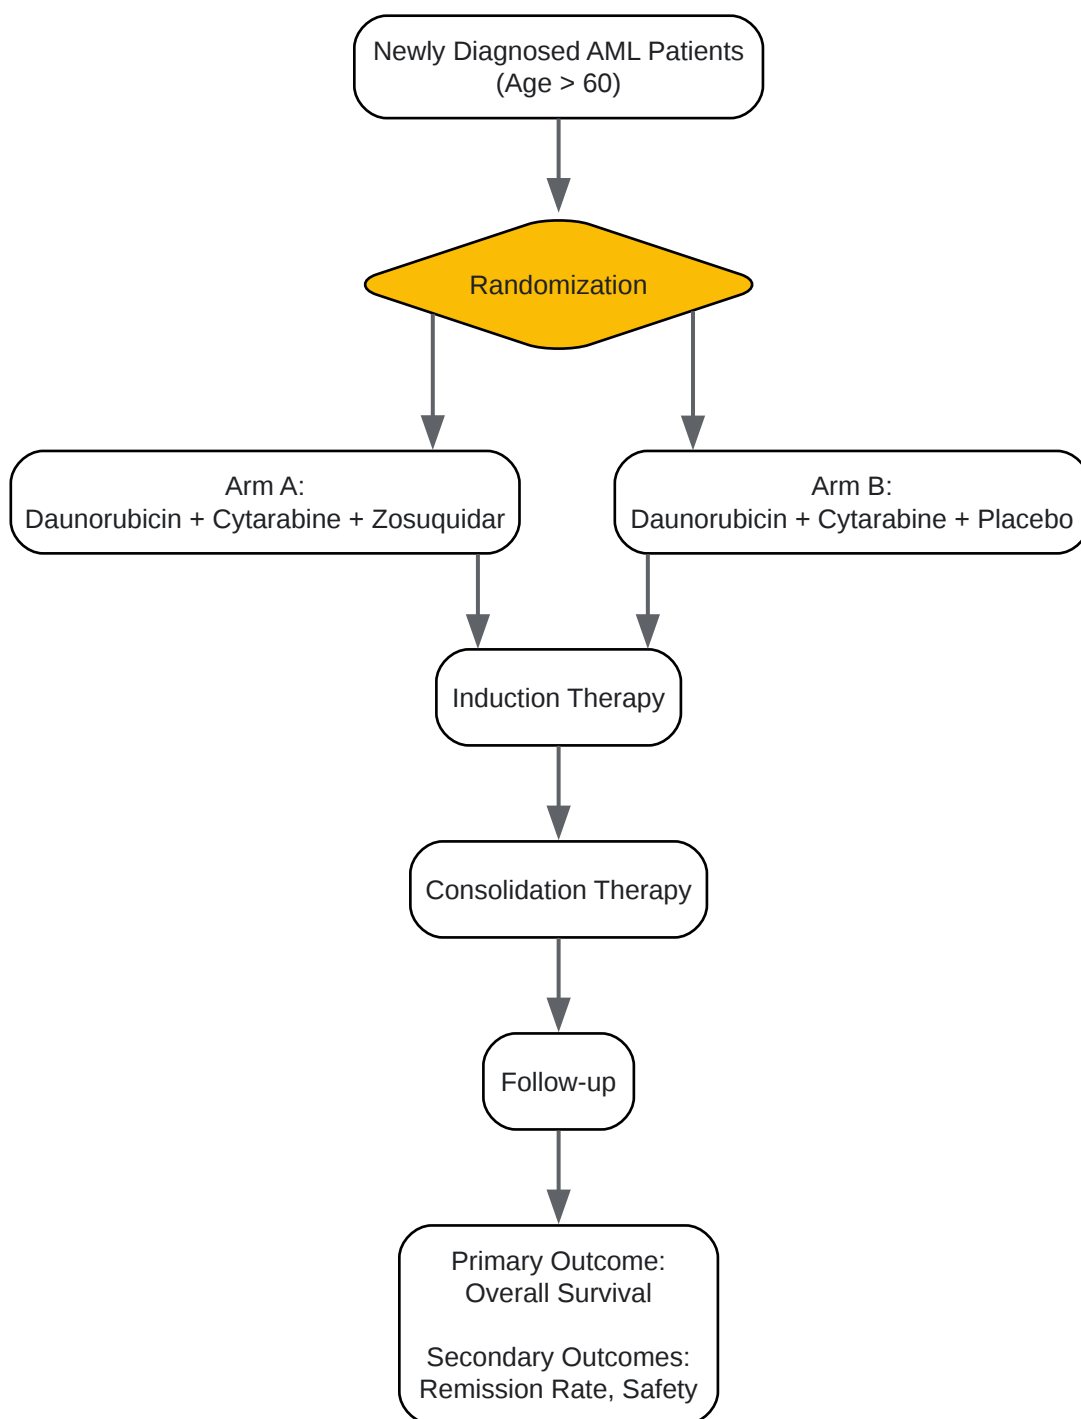 Newly Diagnosed AML Patients
(Age > 60)
Randomization
Arm A:
Daunorubicin + Cytarabine + Zosuquidar
Arm B:
Daunorubicin + Cytarabine + Placebo
Induction Therapy
Consolidation Therapy
Follow-up
Primary Outcome:
Overall Survival
Secondary Outcomes:
Remission Rate, Safety